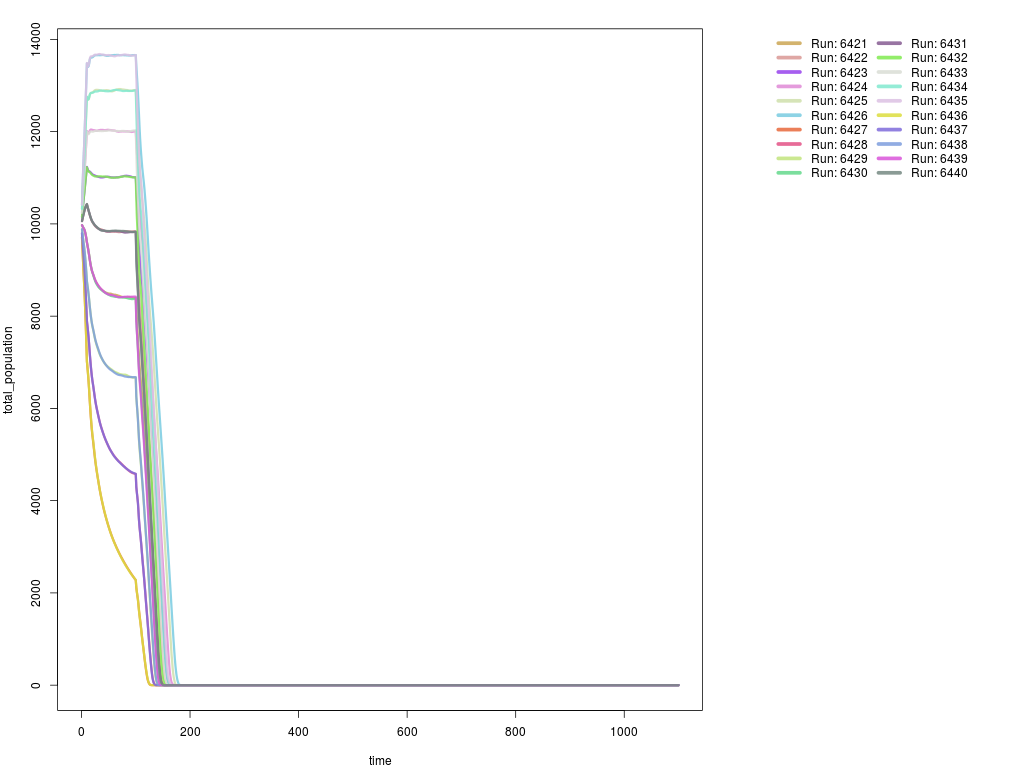 total_population
14000
12000
10000
8000
6000
4000
2000
0
0 200 400 600 800 1000
time
Run: 6421 Run: 6431
Run: 6422 Run: 6432
Run: 6423 Run: 6433
Run: 6424 Run: 6434
Run: 6425 Run: 6435
Run: 6426 Run: 6436
Run: 6427 Run: 6437
Run: 6428 Run: 6438
Run: 6429 Run: 6439
Run: 6430 Run: 6440